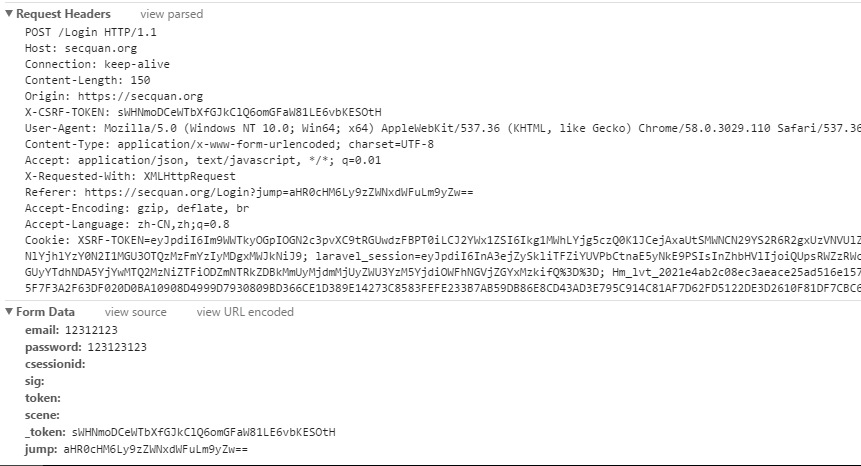 Request Headers view parsed
POST /Login HTTP/1.1
Host: secquan.org
Connection: keep-alive
Content-Length: 150
Origin: https://secquan.org
X-CSRF-TOKEN: sWHNmoDCeWTbXfGJkClQ6omGFaW81LE6vbKESOtH
User-Agent: Mozilla/5.0 (Windows NT 10.0; Win64; x64) AppleWebKit/537.36 (KHTML, like Gecko) Chrome/58.0.3029.110 Safari/537.36
Content-Type: application/x-www-form-urlencoded; charset=UTF-8
Accept: application/json, text/javascript, */*; q=0.01
X-Requested-With: XMLHttpRequest
Referer: https://secquan.org/Login?jump=aHR0cHM6Ly9zZWNxdWFuLm9yZw==
Accept-Encoding: gzip, deflate, br
Accept-Language: zh-CN,zh;q=0.8
Cookie: XSRF-TOKEN=eyJpdiI6Im9WWTkyOGpIOGN2c3pvXC9tRGUwdzFBPT0iLCJ2YWx1ZSI6Ikg1MWhLYjg5czQ0K1JCejAxaUtSMWNCN29YS2R6R2gxUzVNVUlZ
NlYjhlYzY0N2I1MGU3OTQzMzFmYzIyMDgxMWJkNiJ9; laravel_session=eyJpdiI6InA3ejZySkliTFZiYUVPbCtnaE5yNkE9PSIsInZhbHVlIjoiQUpsRWZzRWc
GUyYTdhNDA5YjYwMTQ2MzNiZTFiODZmNTRkZDBkMmUyMjdmMjUyZWU3YzM5YjdiOWFhNGVjZGYxMzkifQ%3D%3D; Hm_lvt_2021e4ab2c08ec3aeace25ad516e157
5F7F3A2F63DF020D0BA10908D4999D7930809BD366CE1D389E14273C8583FEFE233B7AB59DB86E8CD43AD3E795C914C81AF7D62FD5122DE3D2610F81DF7CBC6
Form Data view source view URL encoded
email: 12312123
password: 123123123
csessionid:
sig:
token:
scene:
_token: sWHNmoDCeWTbXfGJkClQ6omGFaW81LE6vbKESOtH
jump: aHR0cHM6Ly9zZWNxdWFuLm9yZw==